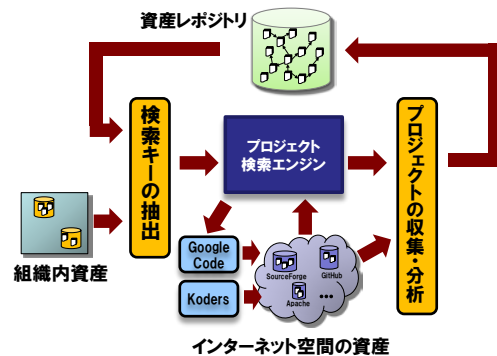 資産レポジトリ
検索キーの抽出
プロジェクト
検索エンジン
プロジェクトの収集・分析
組織内資産
Google
Code
Koders
SourceForge
GitHub
Apache
•••
インターネット空間の資産